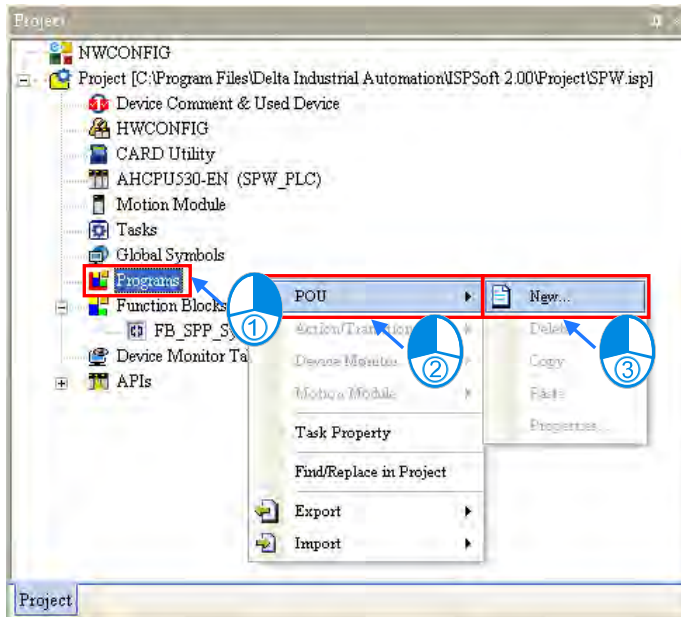 Project
NWCONFIG
Project [C:\Program Files\Delta Industrial Automation\ISPSoft 2.00\Project\SPW.isp]
Device Comment & Used Device
HWCONFIG
CARD Utility
AHCPU530-EN (SPW_PLC)
Motion Module
Tasks
Global Symbols
Programs
Function Blocks
FB_SPP_Sy
Device Monitor Ta
APIs
POU
Action/Transition
Device Monitor
Motion Module
Task Property
Find/Replace in Project
Export
Import
New...
Delete
Copy
Paste
Properties...
①
②
③
Project